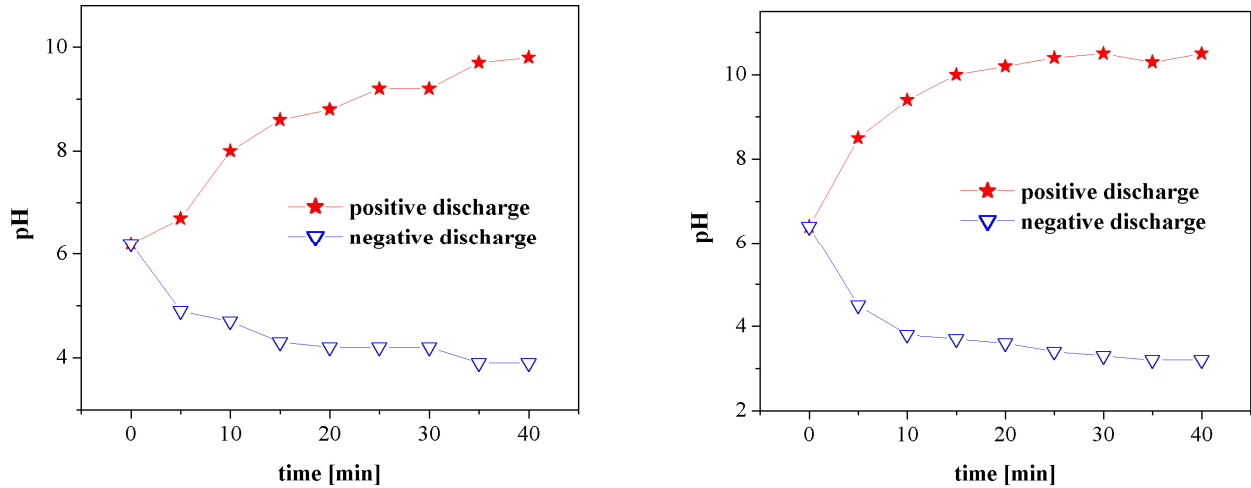 10
8
6
4
pH
positive discharge
negative discharge
0 10 20 30 40
time [min]
10
8
6
4
2
pH
positive discharge
negative discharge
0 10 20 30 40
time [min]